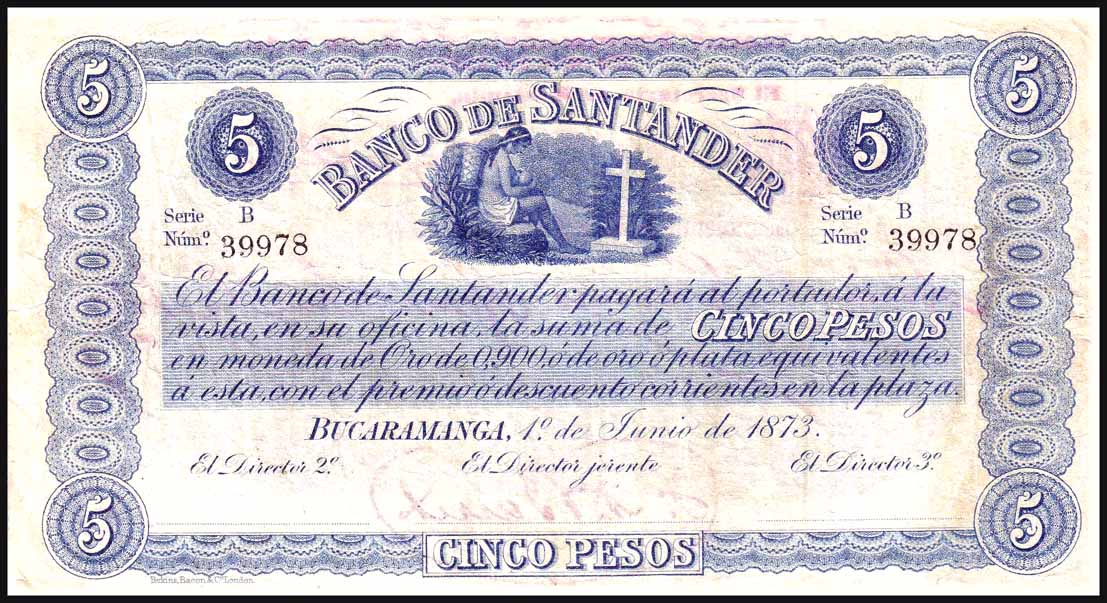 5 5
BANCO DE SANTANDER
5 5
Serie B Serie B
Núm.º 39978 Núm.º 39978
El Banco de Santander pagará al portador, á la
vista, en su oficina, la suma de CINCO PESOS
en moneda de Oro de 0,900, ó de oro ó plata equivalentes
á esta, con el premio ó descuento corrientes en la plaza.
BUCARAMANGA, 1.º de Junio de 1873.
El Director 2.º El Director jerente El Director 3.º
5 CINCO PESOS 5
Bacon & Cº London